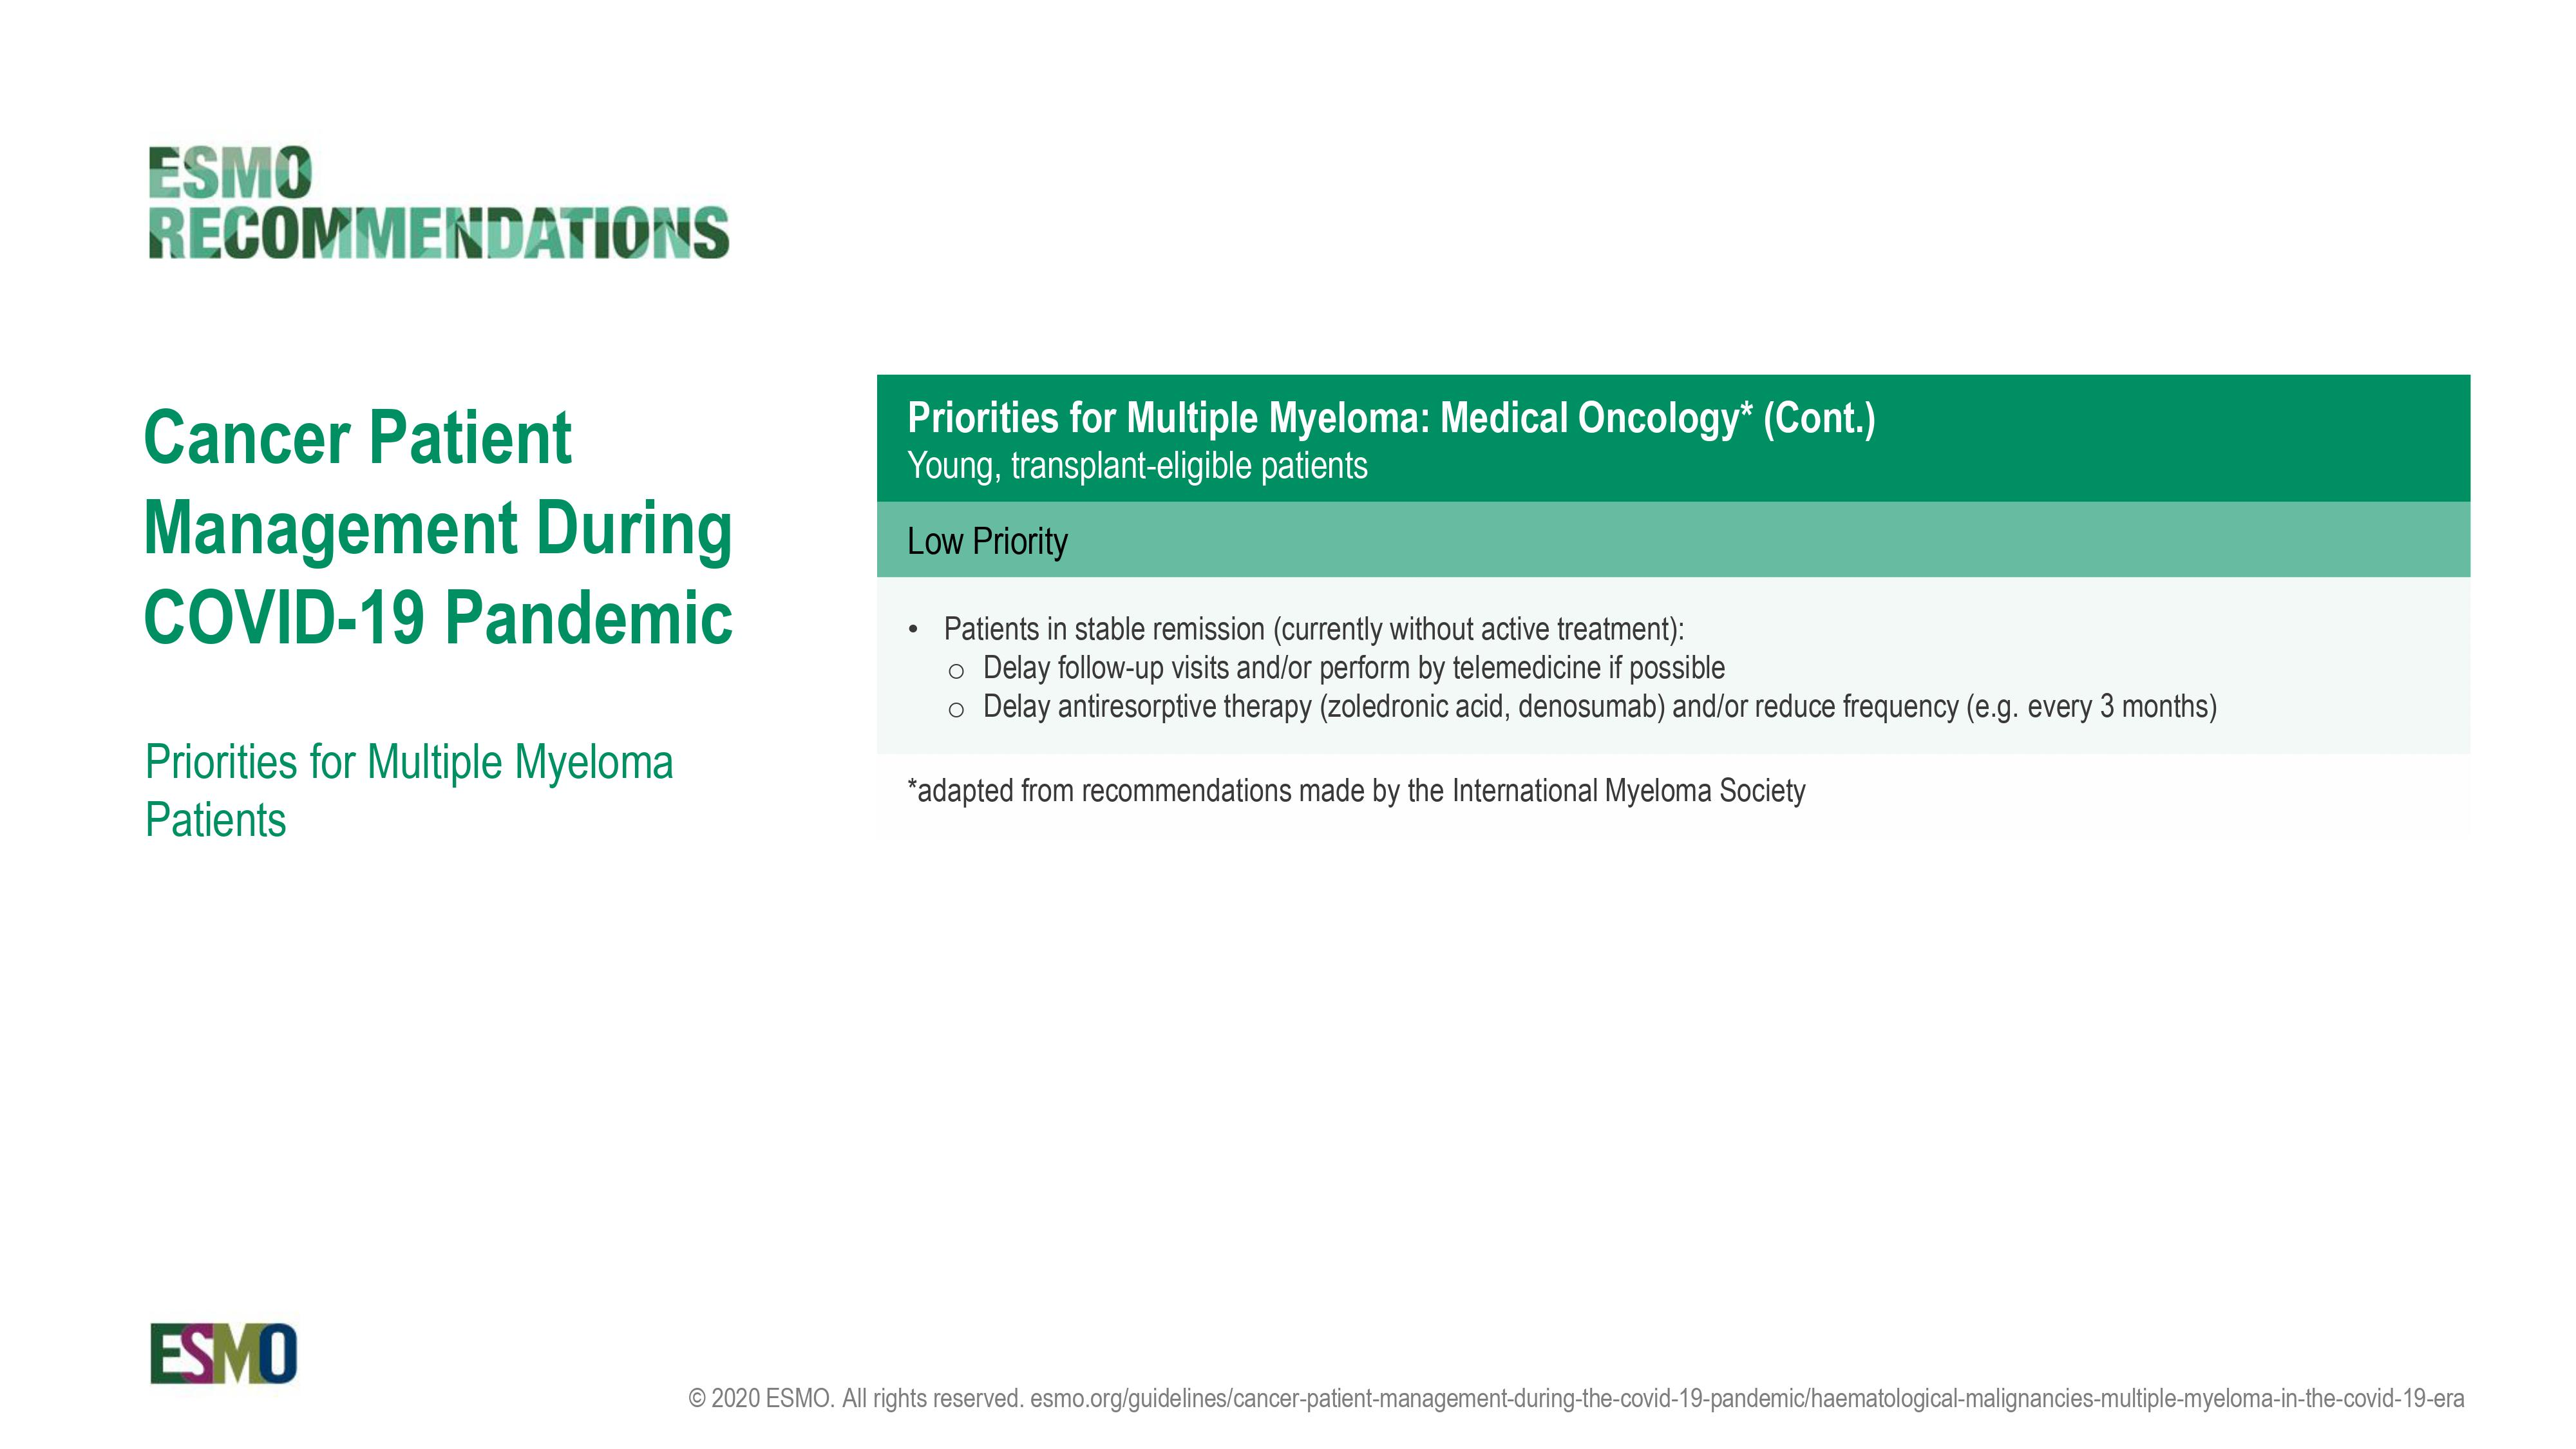 ESMO
RECOMMENDATIONS
Cancer Patient
Management During
COVID-19 Pandemic
Priorities for Multiple Myeloma
Patients
Priorities for Multiple Myeloma: Medical Oncology* (Cont.)
Young, transplant-eligible patients
Low Priority
• Patients in stable remission (currently without active treatment):
o Delay follow-up visits and/or perform by telemedicine if possible
o Delay antiresorptive therapy (zoledronic acid, denosumab) and/or reduce frequency (e.g. every 3 months)
*adapted from recommendations made by the International Myeloma Society
ESMO
© 2020 ESMO. All rights reserved. esmo.org/guidelines/cancer-patient-management-during-the-covid-19-pandemic/haematological-malignancies-multiple-myeloma-in-the-covid-19-era